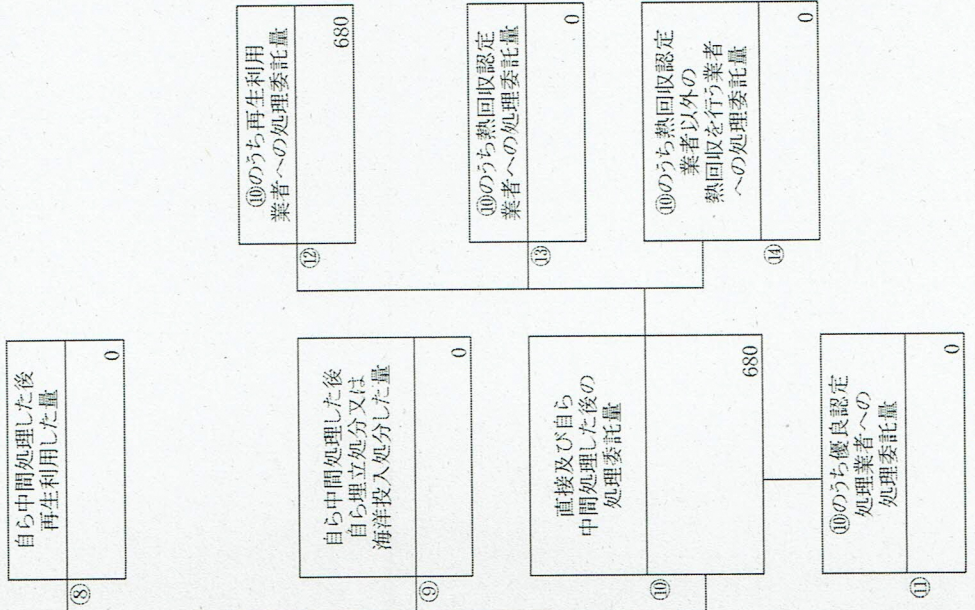 ⑧
自ら中間処理した後
再生利用した量
0
⑨
自ら中間処理した後
自ら埋立処分又は
海洋投入処分した量
0
⑩
直接及び自ら
中間処理した後の
処理委託量
680
⑪
⑩のうち優良認定
処理業者への
処理委託量
0
⑫
⑩のうち再生利用
業者への処理委託量
680
⑬
⑩のうち熱回収認定
業者への処理委託量
0
⑭
⑩のうち熱回収認定
業者以外の
熱回収を行う業者
への処理委託量
0